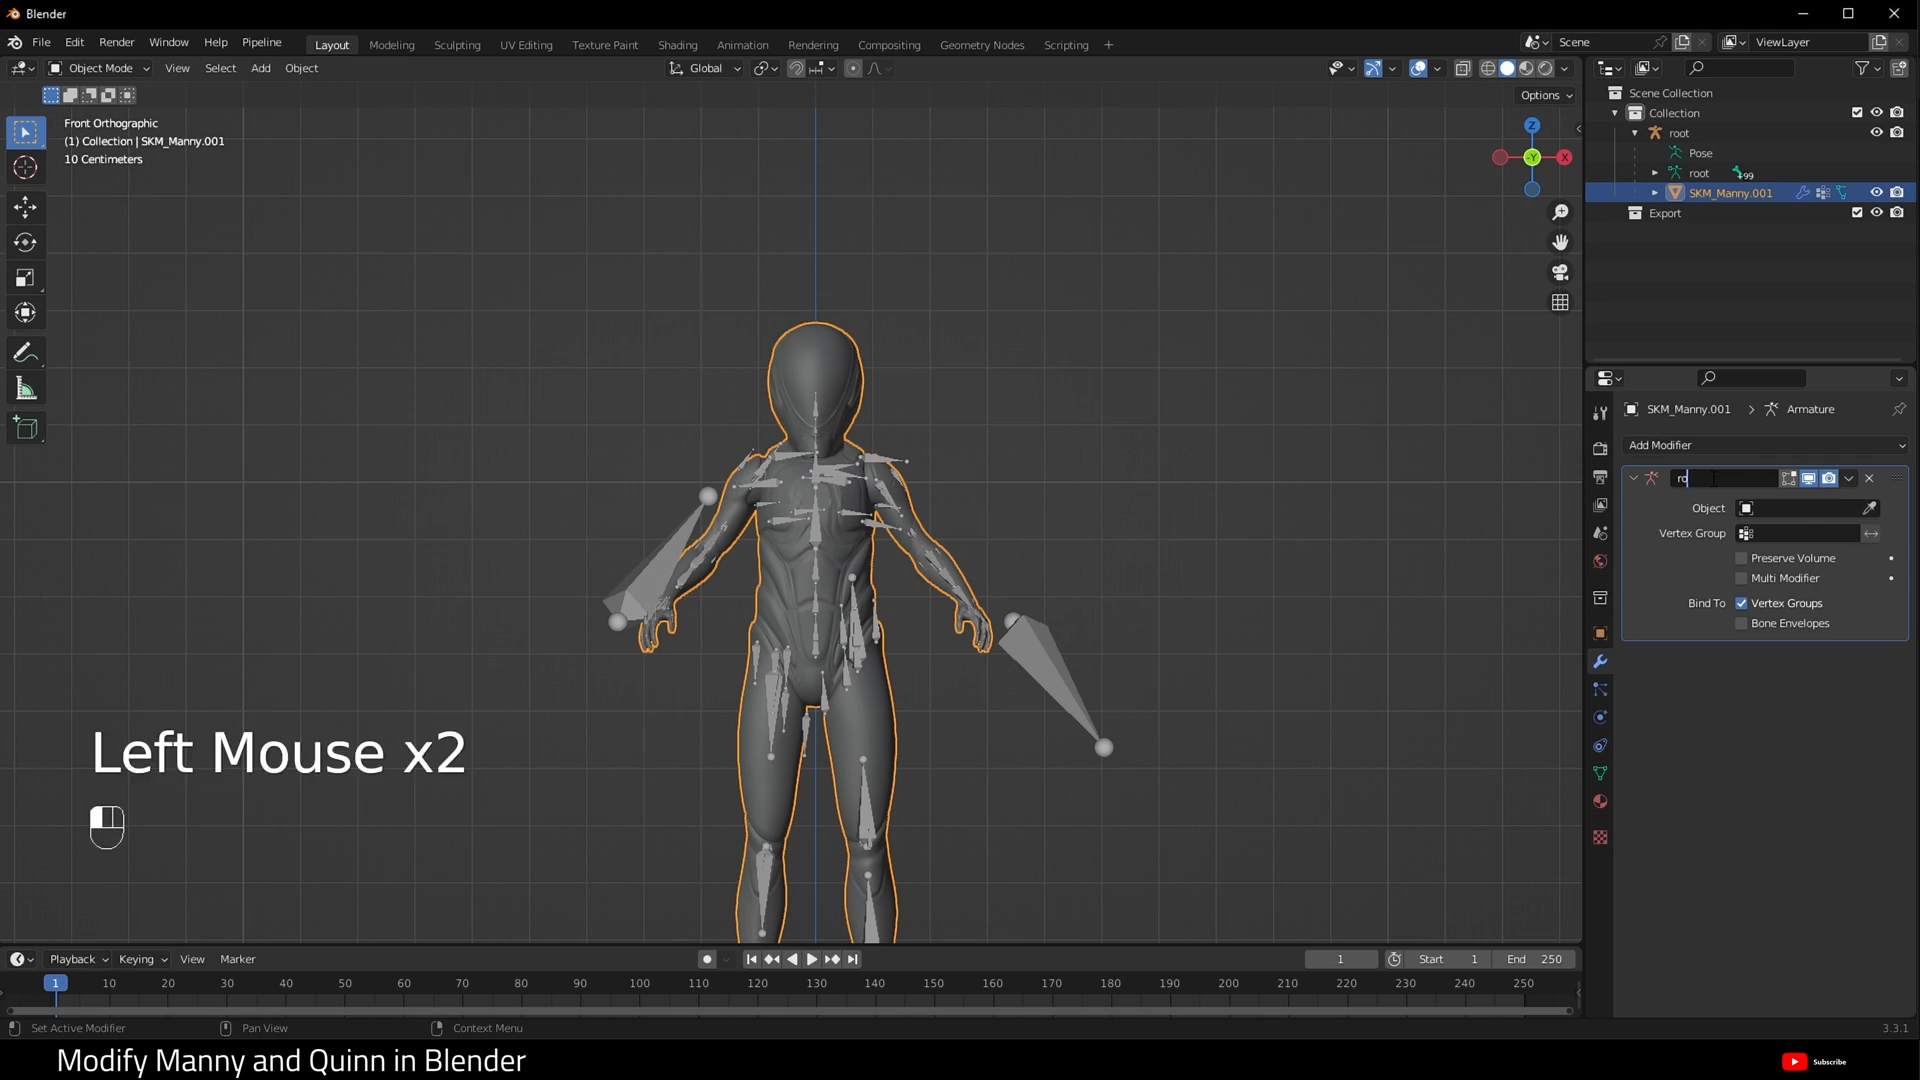 Blender
File Edit Render Window Help Pipeline
Layout Modeling Sculpting UV Editing Texture Paint Shading Animation Rendering Compositing Geometry Nodes Scripting +
Scene ViewLayer
Object Mode View Select Add Object
Global
Options
Front Orthographic
(1) Collection | SKM_Manny.001
10 Centimeters
Z
-Y
X
Scene Collection
Collection
root
Pose
root 99
SKM_Manny.001
Export
SKM_Manny.001 > Armature
Add Modifier
ro
Object
Vertex Group
Preserve Volume
Multi Modifier
Bind To Vertex Groups
Bone Envelopes
Left Mouse x2
Playback Keying View Marker
1 Start 1 End 250
1 10 20 30 40 50 60 70 80 90 100 110 120 130 140 150 160 170 180 190 200 210 220 230 240 250
Set Active Modifier Pan View Context Menu 3.3.1
Modify Manny and Quinn in Blender
Subscribe